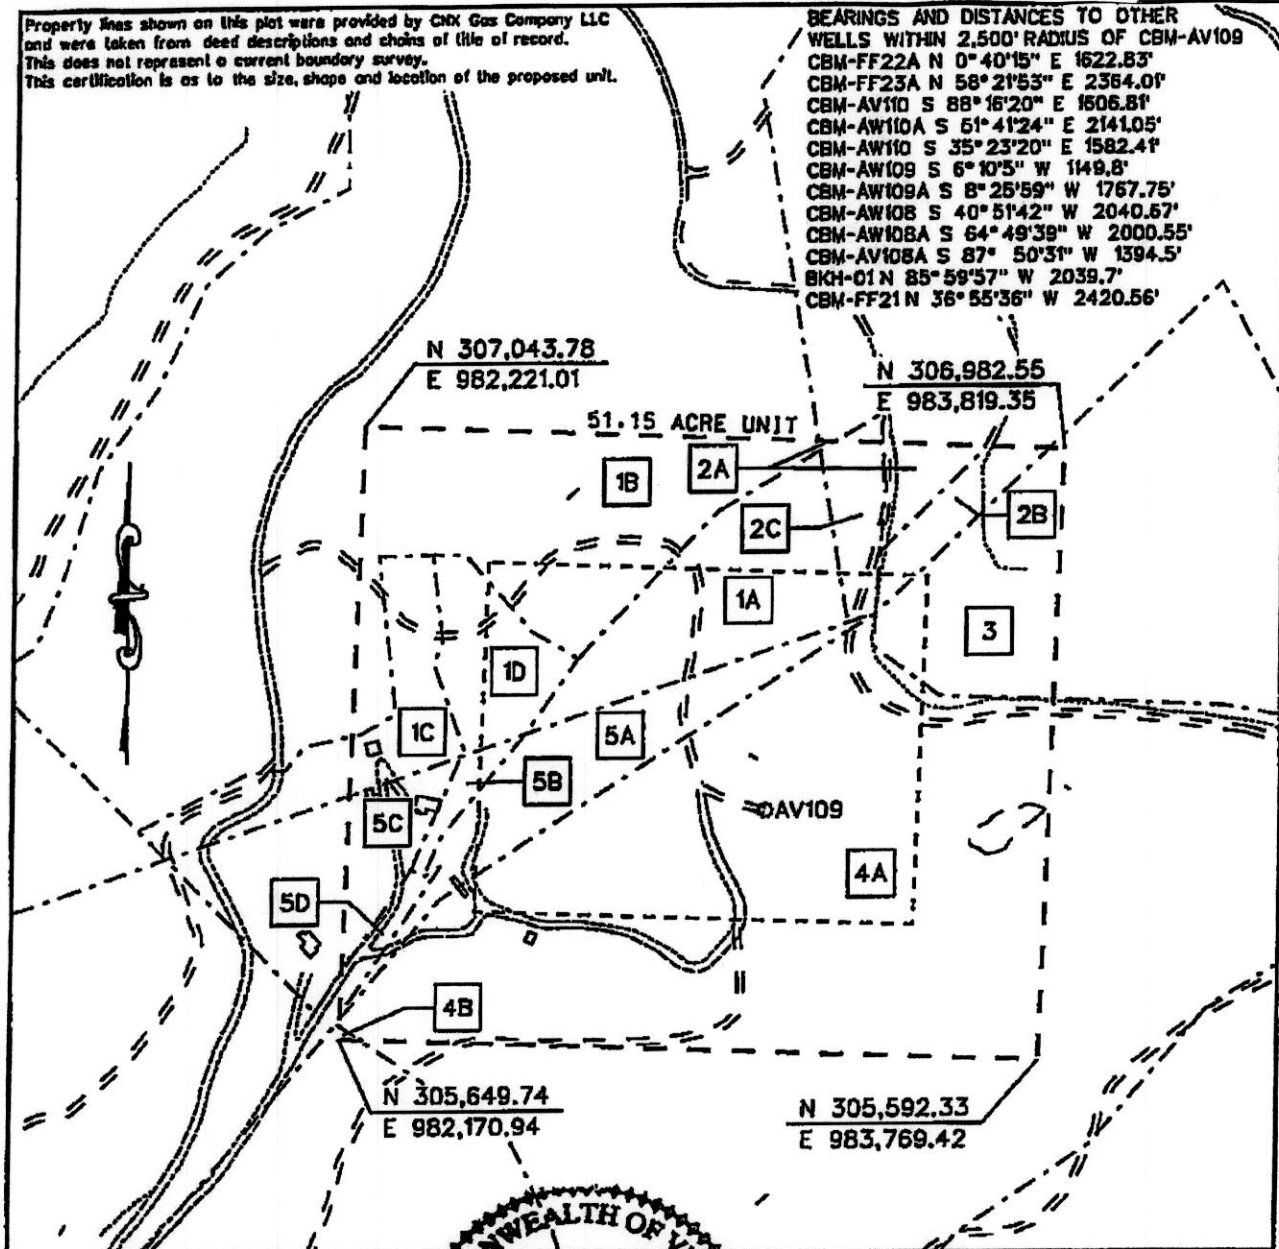 Property lines shown on this plat were provided by CNX Gas Company LLC
and were taken from deed descriptions and chains of title of record.
This does not represent a current boundary survey.
This certification is as to the size, shape and location of the proposed unit.
BEARINGS AND DISTANCES TO OTHER
WELLS WITHIN 2,500' RADIUS OF CBM-AV109
CBM-FF22A N 0°40'15" E 1622.83'
CBM-FF23A N 58°21'53" E 2364.01'
CBM-AV110 S 88°16'20" E 1606.81'
CBM-AW110A S 51°41'24" E 2141.05'
CBM-AW110 S 35°23'20" E 1582.41'
CBM-AW109 S 6°10'5" W 1149.8'
CBM-AW109A S 8°25'59" W 1767.75'
CBM-AW108 S 40°51'42" W 2040.67'
CBM-AW108A S 64°49'39" W 2000.55'
CBM-AV108A S 87° 50'31" W 1394.5'
BKH-01 N 85°59'57" W 2039.7'
CBM-FF21 N 36°55'36" W 2420.56'
N 307,043.78
E 982,221.01
N 306,982.55
E 983,819.35
51.15 ACRE UNIT
1B
2A
2C
2B
1A
3
1D
1C
5A
5B
5C
AV109
4A
5D
4B
N 305,649.74
E 982,170.94
N 305,592.33
E 983,769.42
WEALTH OF